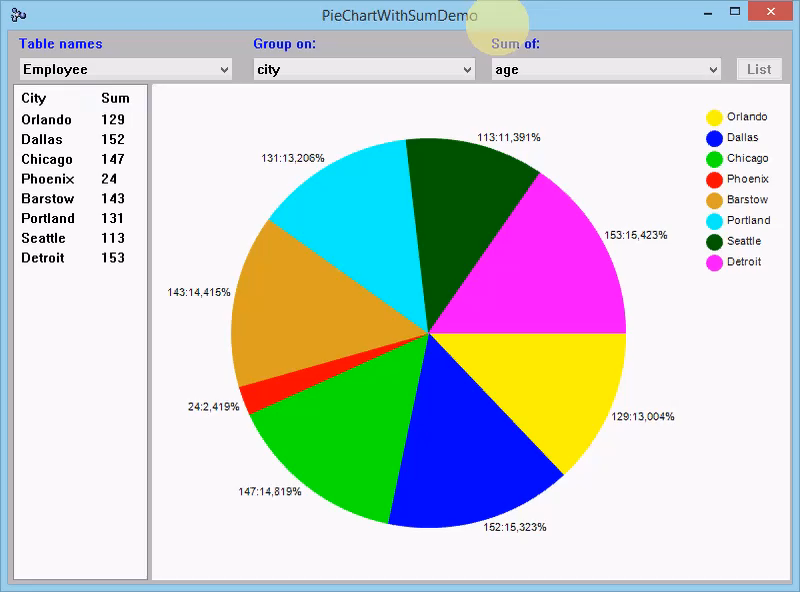 PieChartWithSumDemo
Table names Group on: Sum of:
Employee city age List
City Sum
Orlando 129
Dallas 152
Chicago 147
Phoenix 24
Barstow 143
Portland 131
Seattle 113
Detroit 153
113:11,391%
131:13,206%
153:15,423%
143:14,415%
24:2,419%
129:13,004%
147:14,819%
152:15,323%
Orlando
Dallas
Chicago
Phoenix
Barstow
Portland
Seattle
Detroit